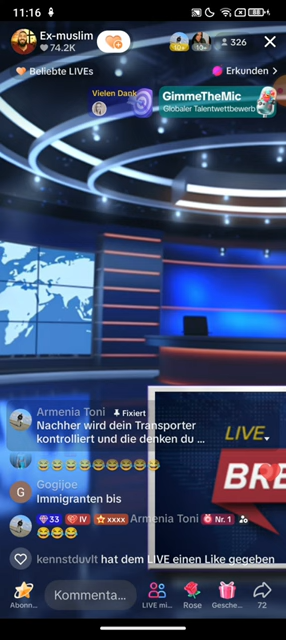 11:16
Ex-muslim
74.2K
10+
10+
326
Beliebte LIVEs
Erkunden
Vielen Dank
GimmeTheMic
Globaler Talentwettbewerb
Armenia Toni Fixiert
Nachher wird dein Transporter
kontrolliert und die denken du ...
LIVE
BRE
Gogijoe
Immigranten bis
33 IV xxxx Armenia Toni Nr. 1
kennstduvlt hat dem LIVE einen Like gegeben
Abonn...
Kommenta...
LIVE mi...
Rose
Gesche...
72